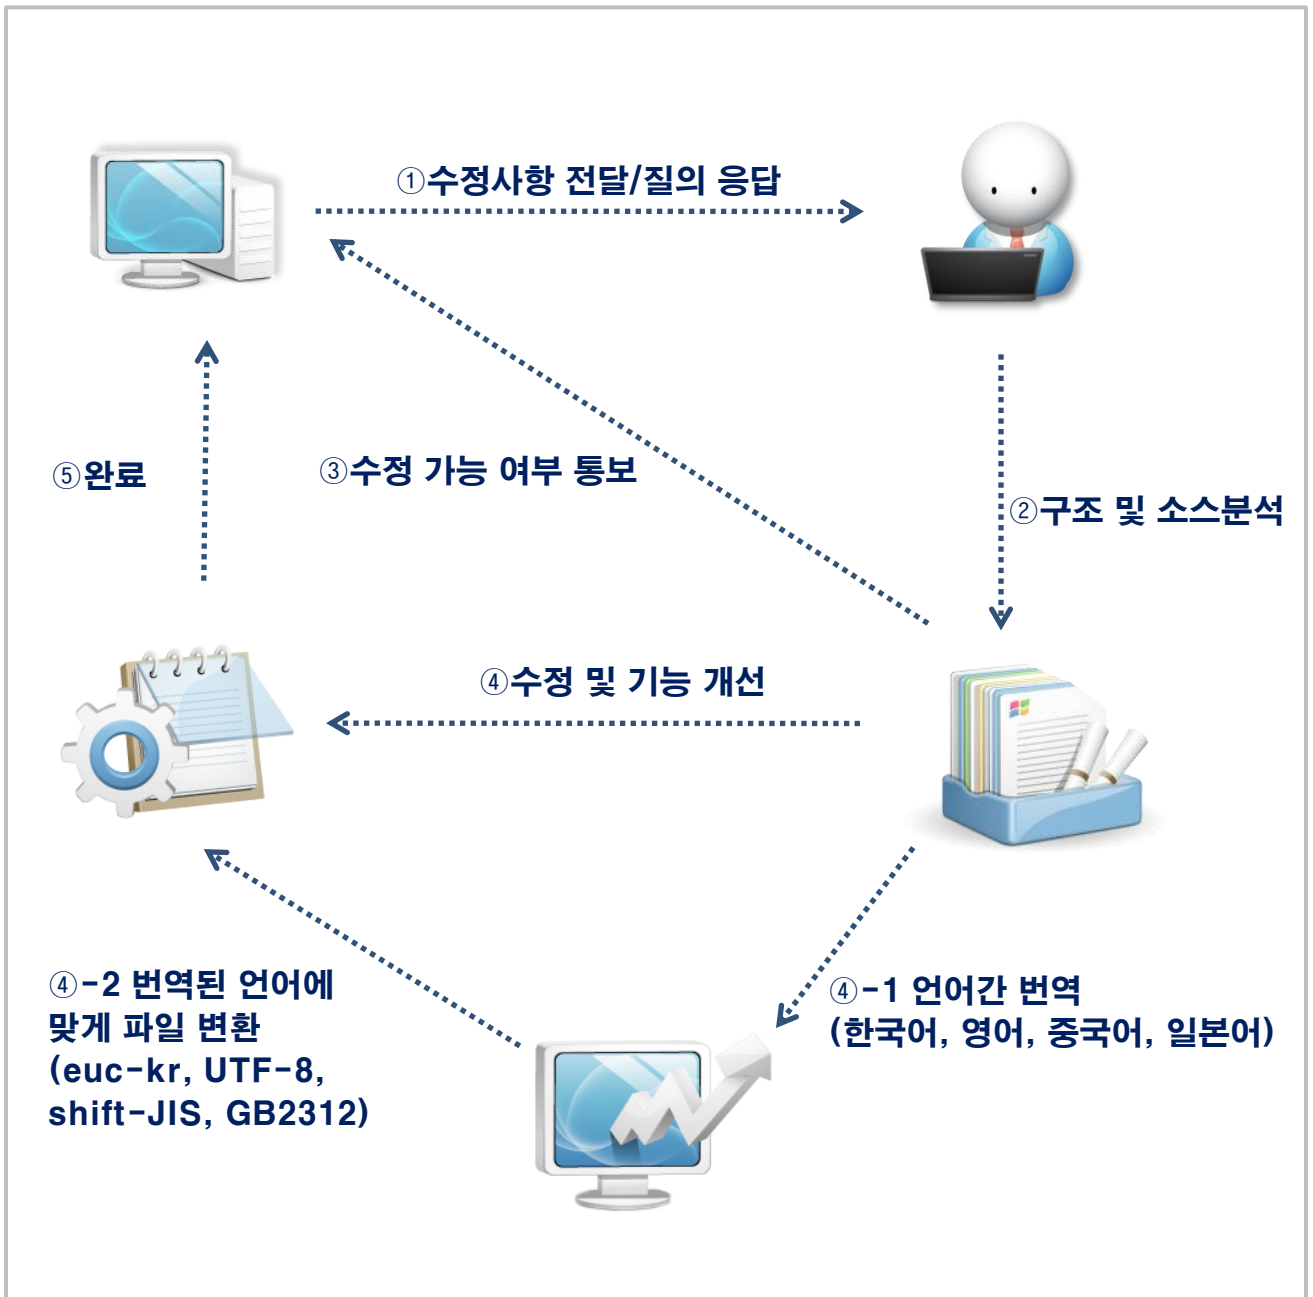 ①수정사항 전달/질의 응답
⑤완료
③수정 가능 여부 통보
②구조 및 소스분석
④수정 및 기능 개선
④-2 번역된 언어에
맞게 파일 변환
(euc-kr, UTF-8,
shift-JIS, GB2312)
④-1 언어간 번역
(한국어, 영어, 중국어, 일본어)